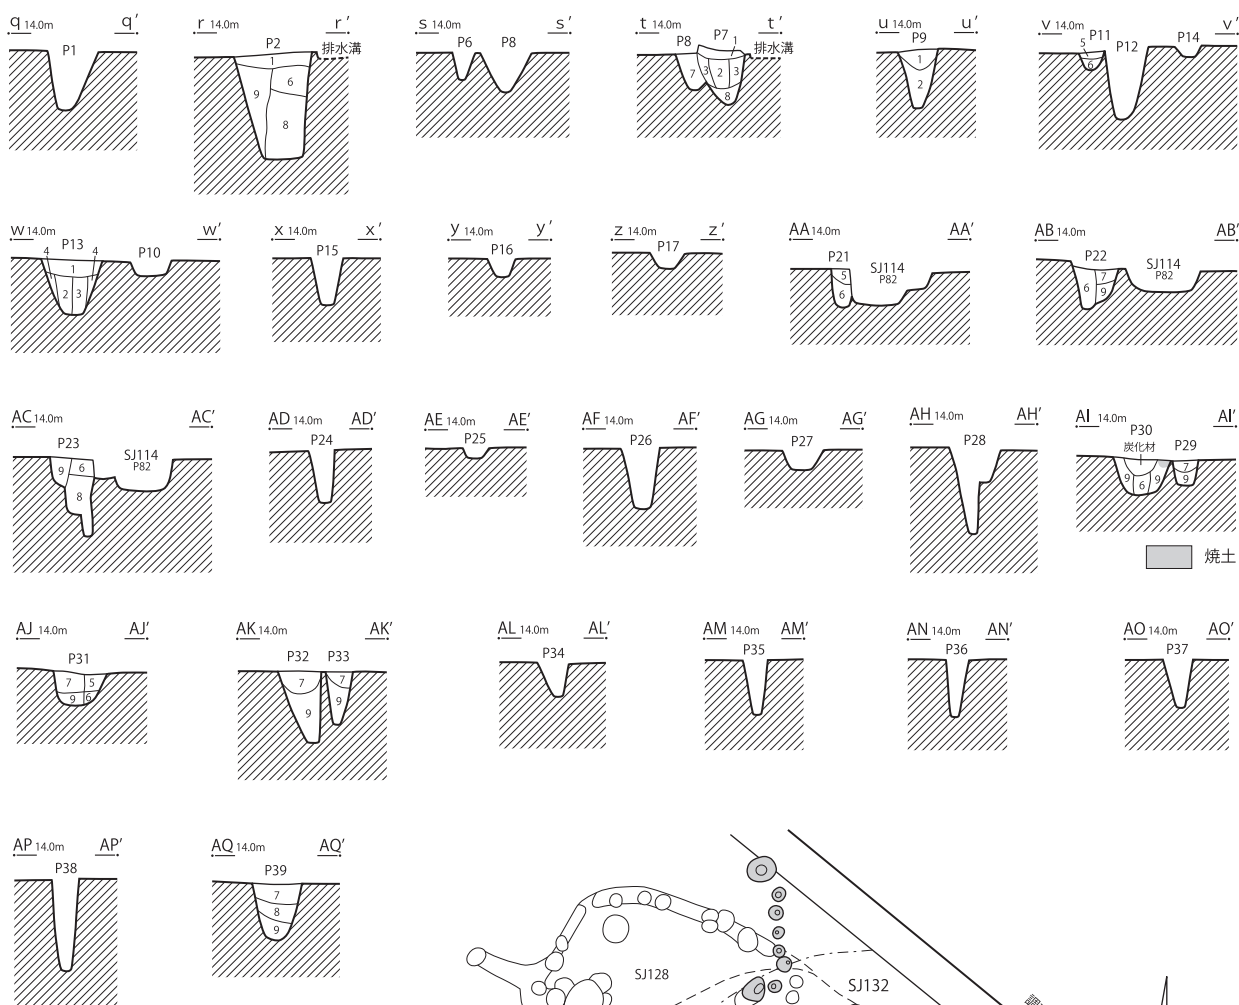 q 14.0m q′
P1
r 14.0m r′
P2
排水溝
1
6
9
8
s 14.0m s′
P6 P8
t 14.0m t′
P8 P7 1
排水溝
7 3 2 3
8
u 14.0m u′
P9
1
2
v 14.0m v′
5 P11 P12 P14
6
w 14.0m w′
4 P13 4 P10
1
2 3
x 14.0m x′
P15
y 14.0m y′
P16
z 14.0m z′
P17
AA 14.0m AA′
P21 SJ114
P82
5
6
AB 14.0m AB′
P22 SJ114
P82
7
6 9
AC 14.0m AC′
P23 SJ114
P82
9 6
8
AD 14.0m AD′
P24
AE 14.0m AE′
P25
AF 14.0m AF′
P26
AG 14.0m AG′
P27
AH 14.0m AH′
P28
AI 14.0m AI′
P30
炭化材 P29
9 6 9 7
9
焼土
AJ 14.0m AJ′
P31
7 5
9 6
AK 14.0m AK′
P32 P33
7 7
9 9
AL 14.0m AL′
P34
AM 14.0m AM′
P35
AN 14.0m AN′
P36
AO 14.0m AO′
P37
AP 14.0m AP′
P38
AQ 14.0m AQ′
P39
7
8
9
SJ128
SJ132